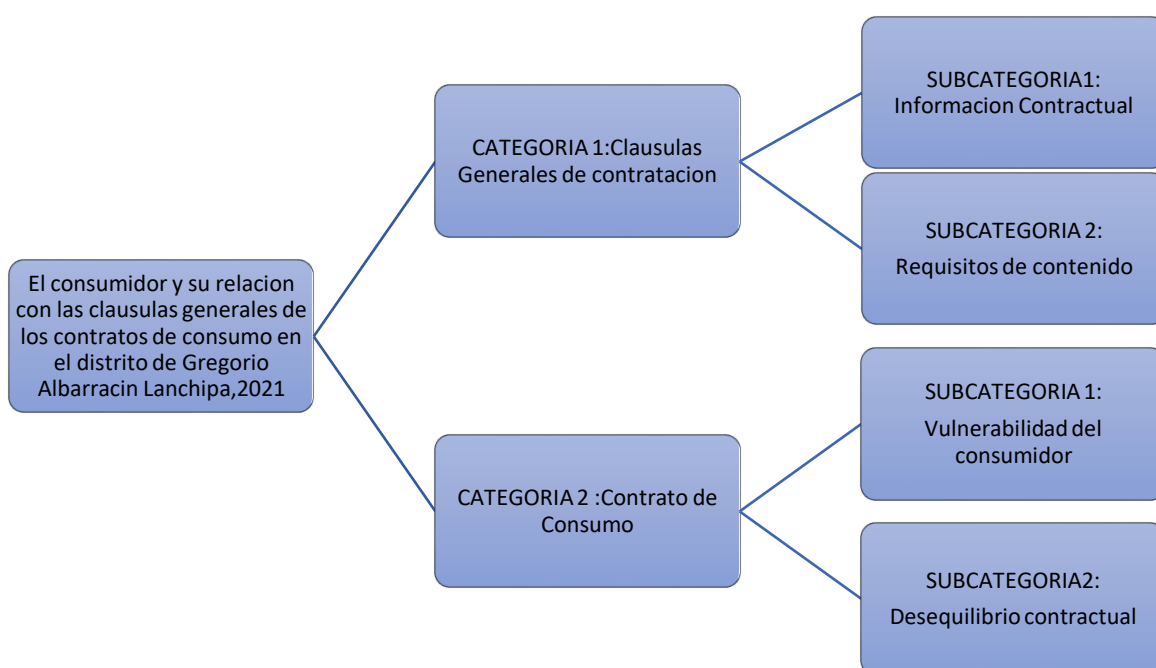 El consumidor y su relacion
con las clausulas generales de
los contratos de consumo en
el distrito de Gregorio
Albarracin Lanchipa,2021
CATEGORIA 1:Clausulas
Generales de contratacion
SUBCATEGORIA1:
Informacion Contractual
SUBCATEGORIA 2:
Requisitos de contenido
CATEGORIA 2 :Contrato de
Consumo
SUBCATEGORIA 1:
Vulnerabilidad del
consumidor
SUBCATEGORIA2:
Desequilibrio contractual